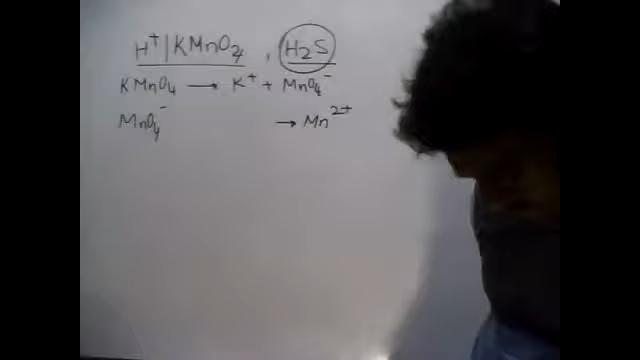 H⁺/KMnO₄ , H₂S
KMnO₄ → K⁺ + MnO₄⁻
MnO₄⁻ → Mn²⁺